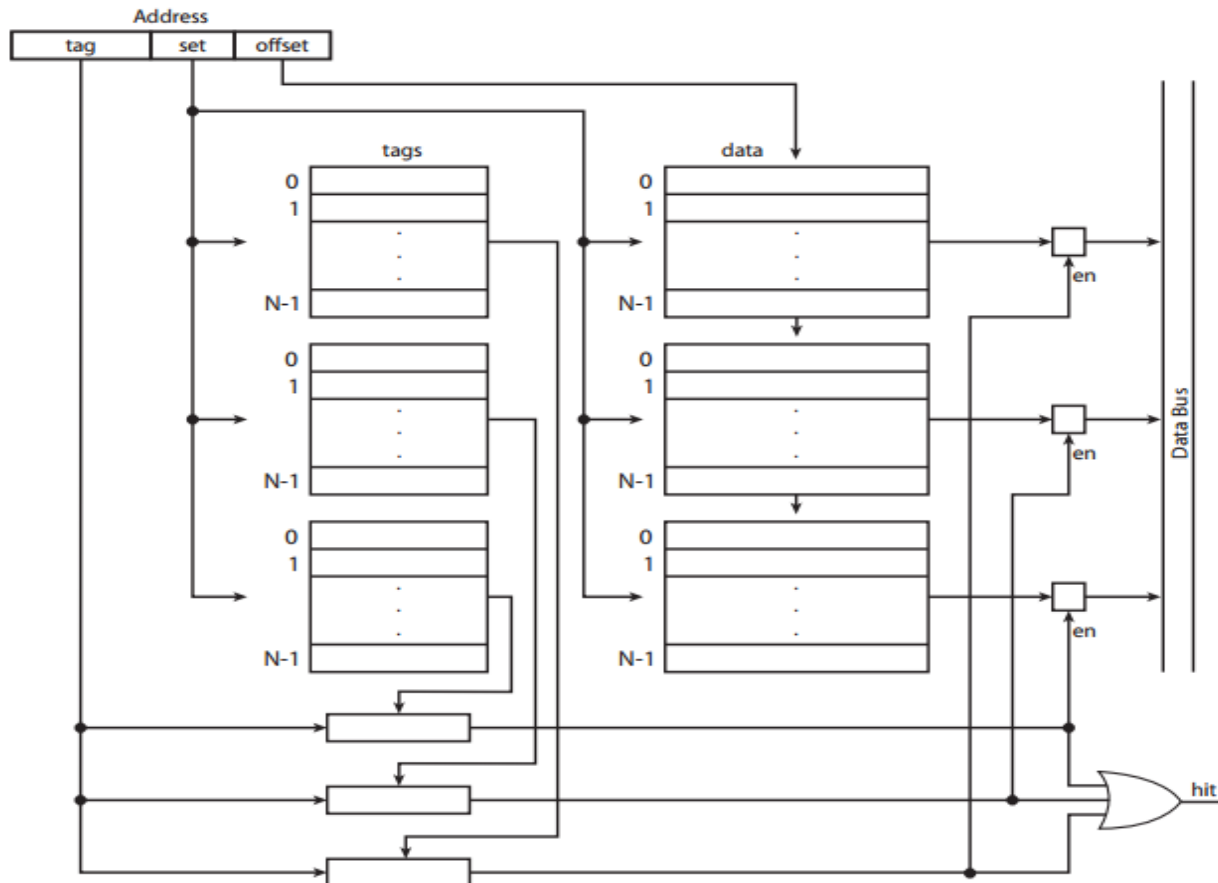 Address
tag set offset
tags data
0 0
1 1
. .
. .
. .
N-1 N-1
en
0 0
1 1
. .
. .
. .
N-1 N-1
en
Data Bus
0 0
1 1
. .
. .
. .
N-1 N-1
en
hit